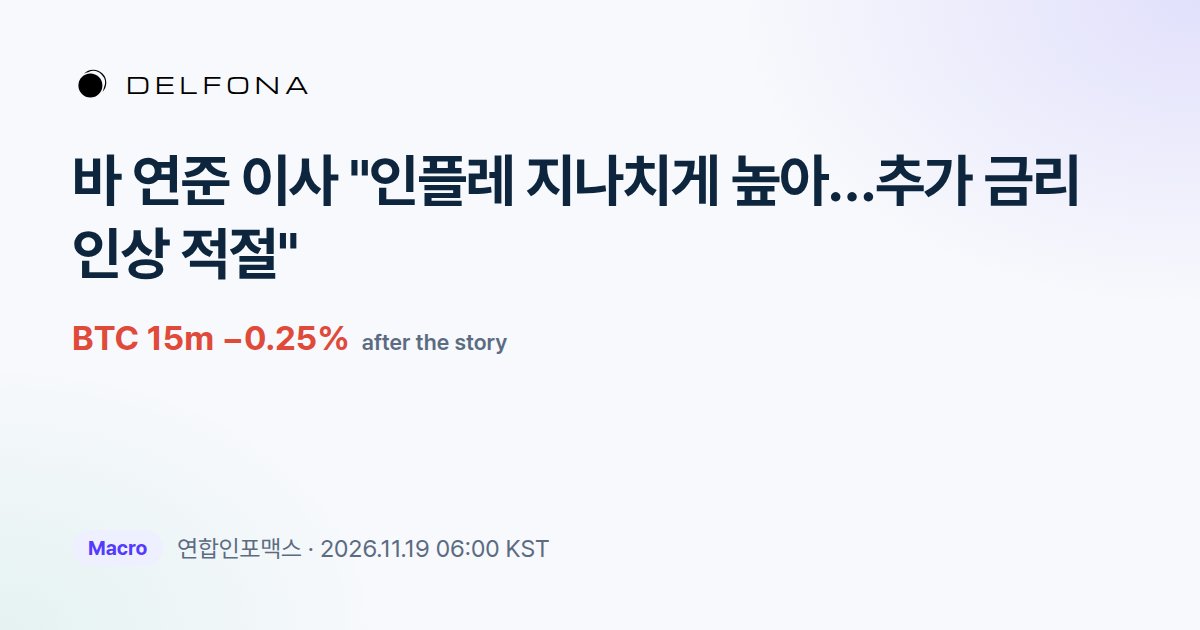 DELFONA
바 연준 이사 "인플레 지나치게 높아…추가 금리
인상 적절"
BTC 15m −0.25% after the story
Macro 연합인포맥스 · 2026.11.19 06:00 KST